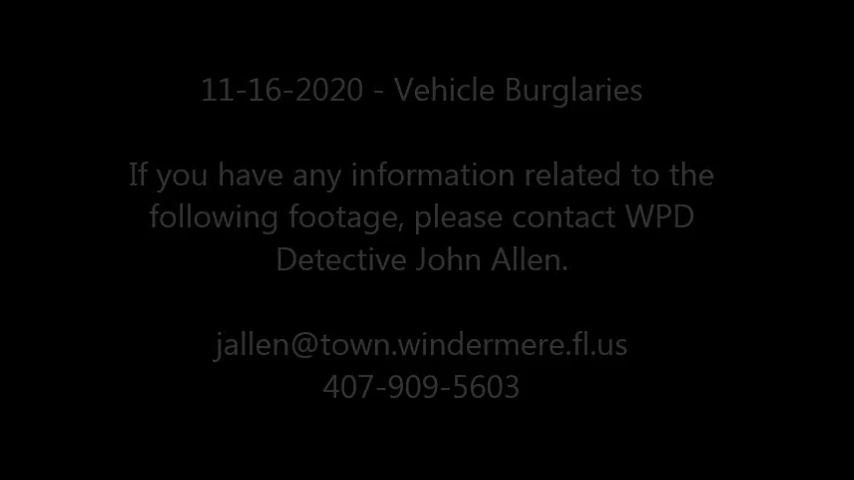 11-16-2020 - Vehicle Burglaries
If you have any information related to the
following footage, please contact WPD
Detective John Allen.
jallen@town.windermere.fl.us
407-909-5603